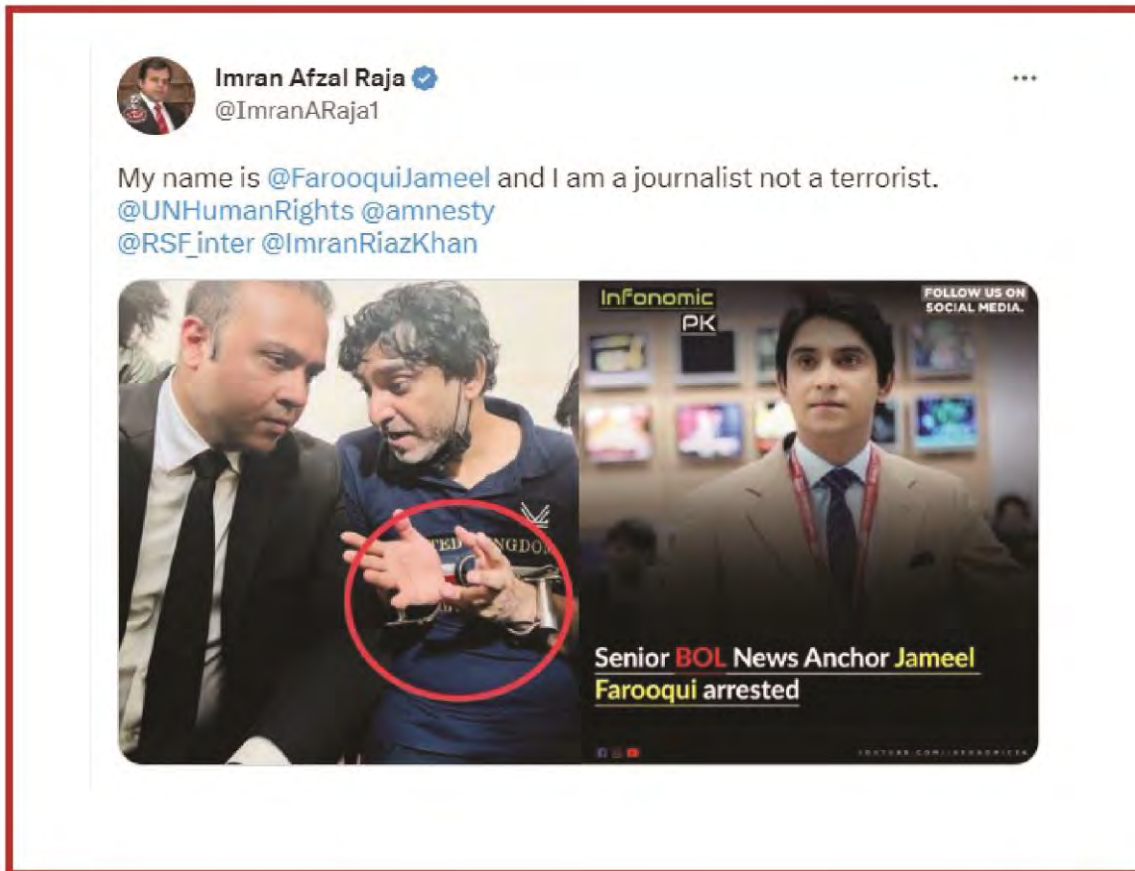 Imran Afzal Raja
@ImranARaja1
My name is @FarooquiJameel and I am a journalist not a terrorist.
@UNHumanRights @amnesty
@RSF_inter @ImranRiazKhan
Infonomic
PK
FOLLOW US ON
SOCIAL MEDIA.
Senior BOL News Anchor Jameel
Farooqui arrested